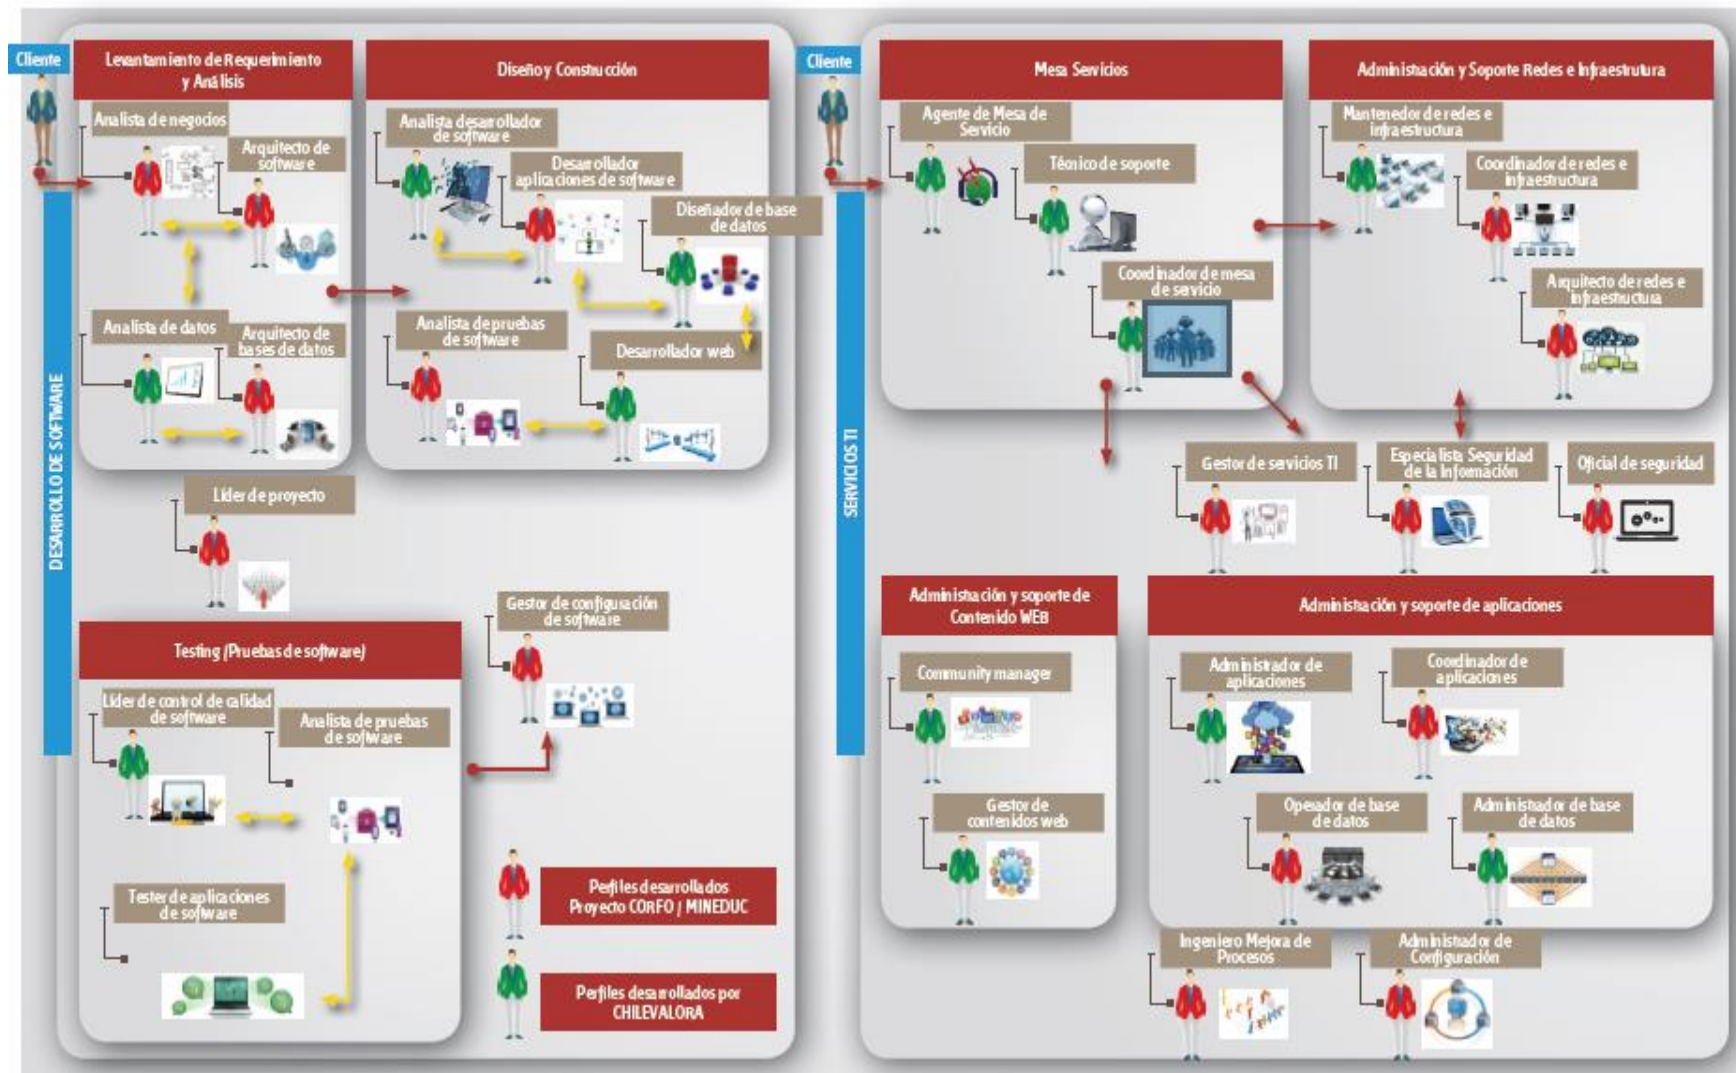 Cliente
DESARROLLO DE SOFTWARE
Levantamiento de Requerimiento
y Análisis
Analista de negocios
Arquitecto de
software
Analista de datos
Arquitecto de
bases de datos
Diseño y Construcción
Analista desarrollador
de software
Desarrollador
aplicaciones de software
Diseñador de base
de datos
Analista de pruebas
de software
Desarrollador web
Líder de proyecto
Gestor de configuración
de software
Testing (Pruebas de software)
Líder de control de calidad
de software
Analista de pruebas
de software
Tester de aplicaciones
de software
Perfiles desarrollados
Proyecto CORFO / MINEDUC
Perfiles desarrollados por
CHILEVALORA
Cliente
SERVICIOS TI
Mesa Servicios
Agente de Mesa de
Servicio
Técnico de soporte
Coordinador de mesa
de servicio
Administración y Soporte Redes e Infraestrutura
Mantenedor de redes e
infraestructura
Coordinador de redes e
infraestructura
Arquitecto de redes e
infraestructura
Gestor de servicios TI
Especialista Seguridad
de la Información
Oficial de seguridad
Administración y soporte de
Contenido WEB
Community manager
Gestor de
contenidos web
Administración y soporte de aplicaciones
Administrador de
aplicaciones
Coordinador de
aplicaciones
Operador de base
de datos
Administrador de base
de datos
Ingeniero Mejora de
Procesos
Administrador de
Configuración